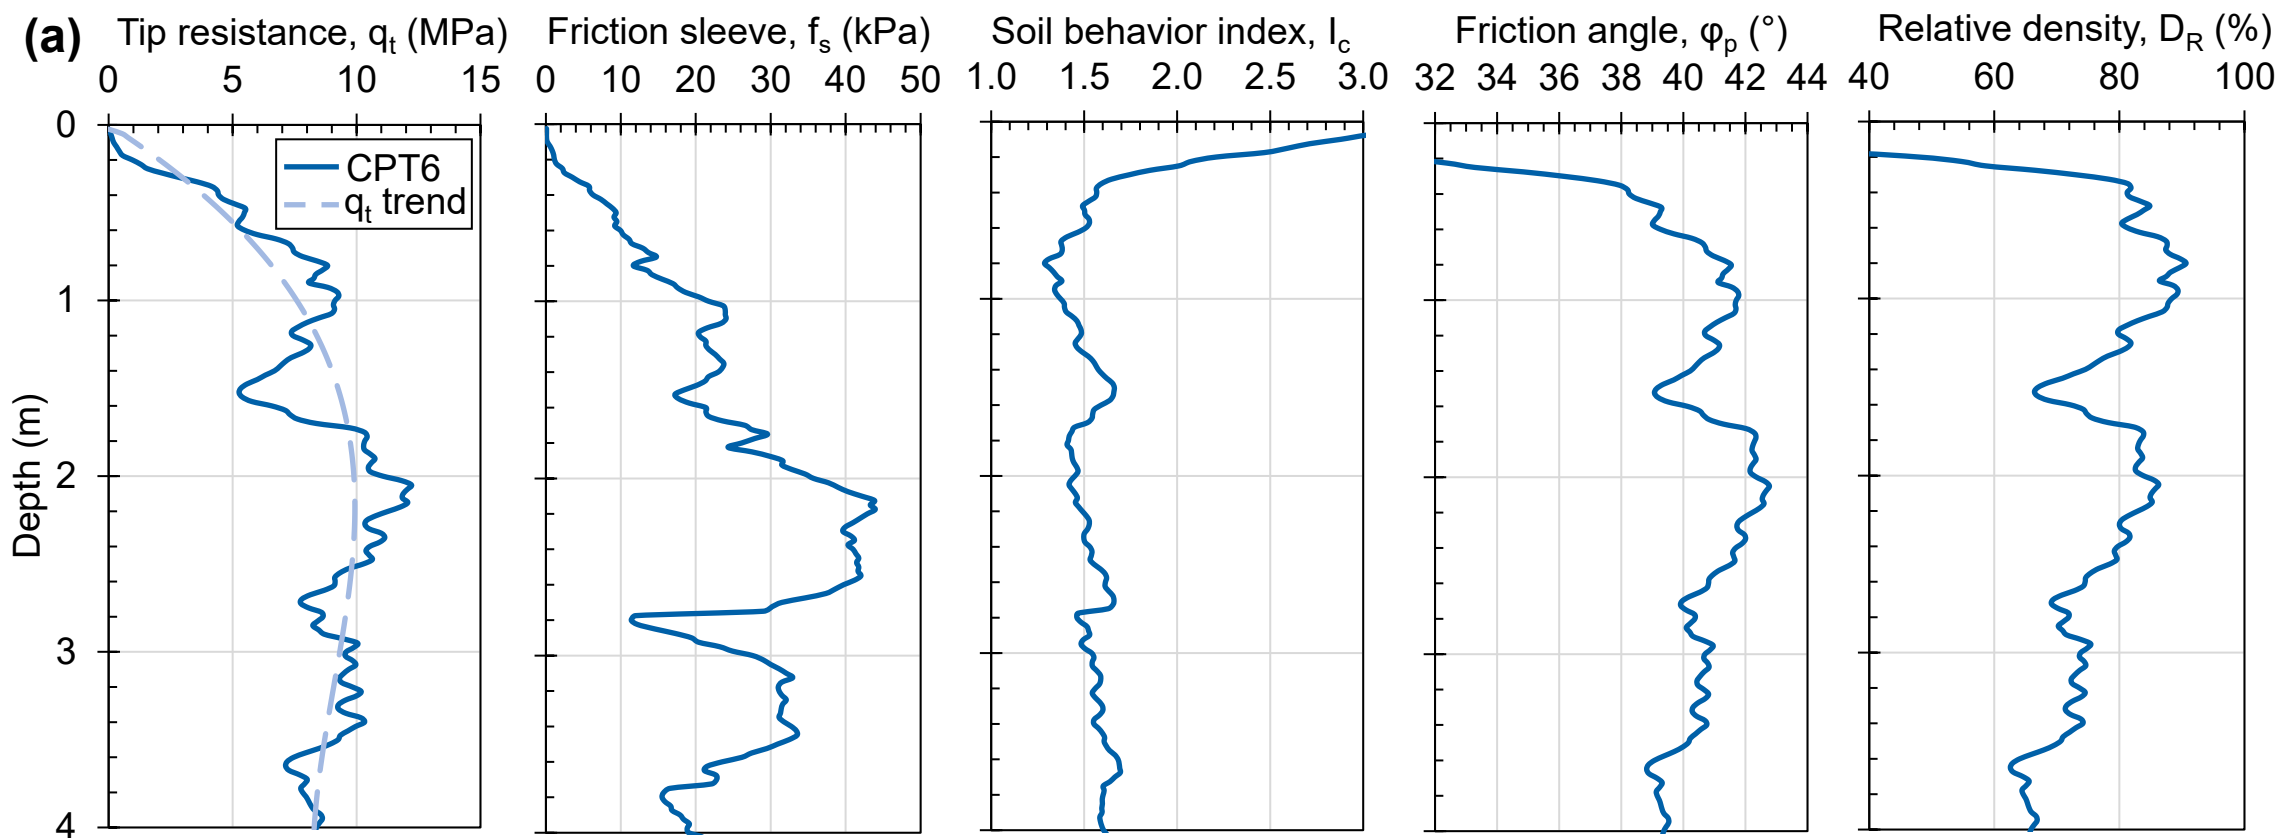 (a) Tip resistance, qt (MPa) Friction sleeve, fs (kPa) Soil behavior index, Ic Friction angle, φp (°) Relative density, DR (%)
0 5 10 15 0 10 20 30 40 50 1.0 1.5 2.0 2.5 3.0 32 34 36 38 40 42 44 40 60 80 100
0
CPT6
qt trend
1
Depth (m)
2
3
4